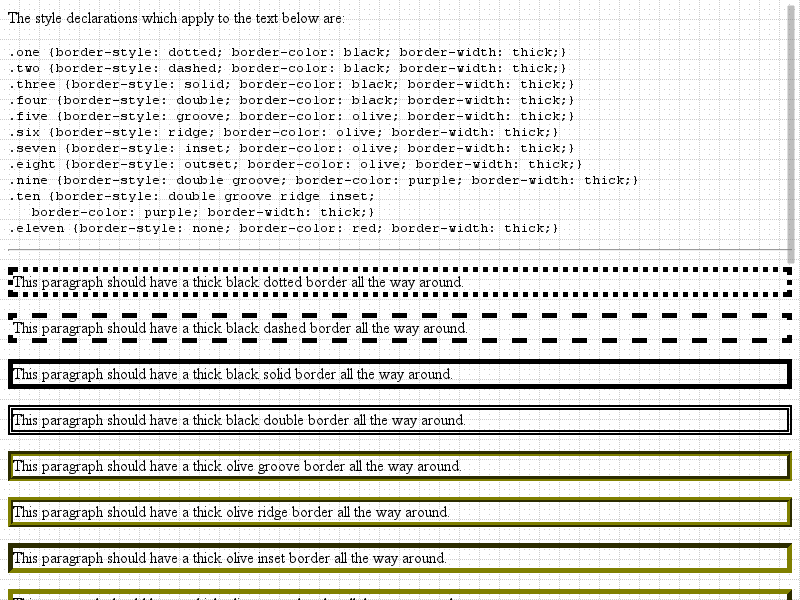 The style declarations which apply to the text below are:
.one {border-style: dotted; border-color: black; border-width: thick;}
.two {border-style: dashed; border-color: black; border-width: thick;}
.three {border-style: solid; border-color: black; border-width: thick;}
.four {border-style: double; border-color: black; border-width: thick;}
.five {border-style: groove; border-color: olive; border-width: thick;}
.six {border-style: ridge; border-color: olive; border-width: thick;}
.seven {border-style: inset; border-color: olive; border-width: thick;}
.eight {border-style: outset; border-color: olive; border-width: thick;}
.nine {border-style: double groove; border-color: purple; border-width: thick;}
.ten {border-style: double groove ridge inset;
border-color: purple; border-width: thick;}
.eleven {border-style: none; border-color: red; border-width: thick;}
This paragraph should have a thick black dotted border all the way around.
This paragraph should have a thick black dashed border all the way around.
This paragraph should have a thick black solid border all the way around.
This paragraph should have a thick black double border all the way around.
This paragraph should have a thick olive groove border all the way around.
This paragraph should have a thick olive ridge border all the way around.
This paragraph should have a thick olive inset border all the way around.